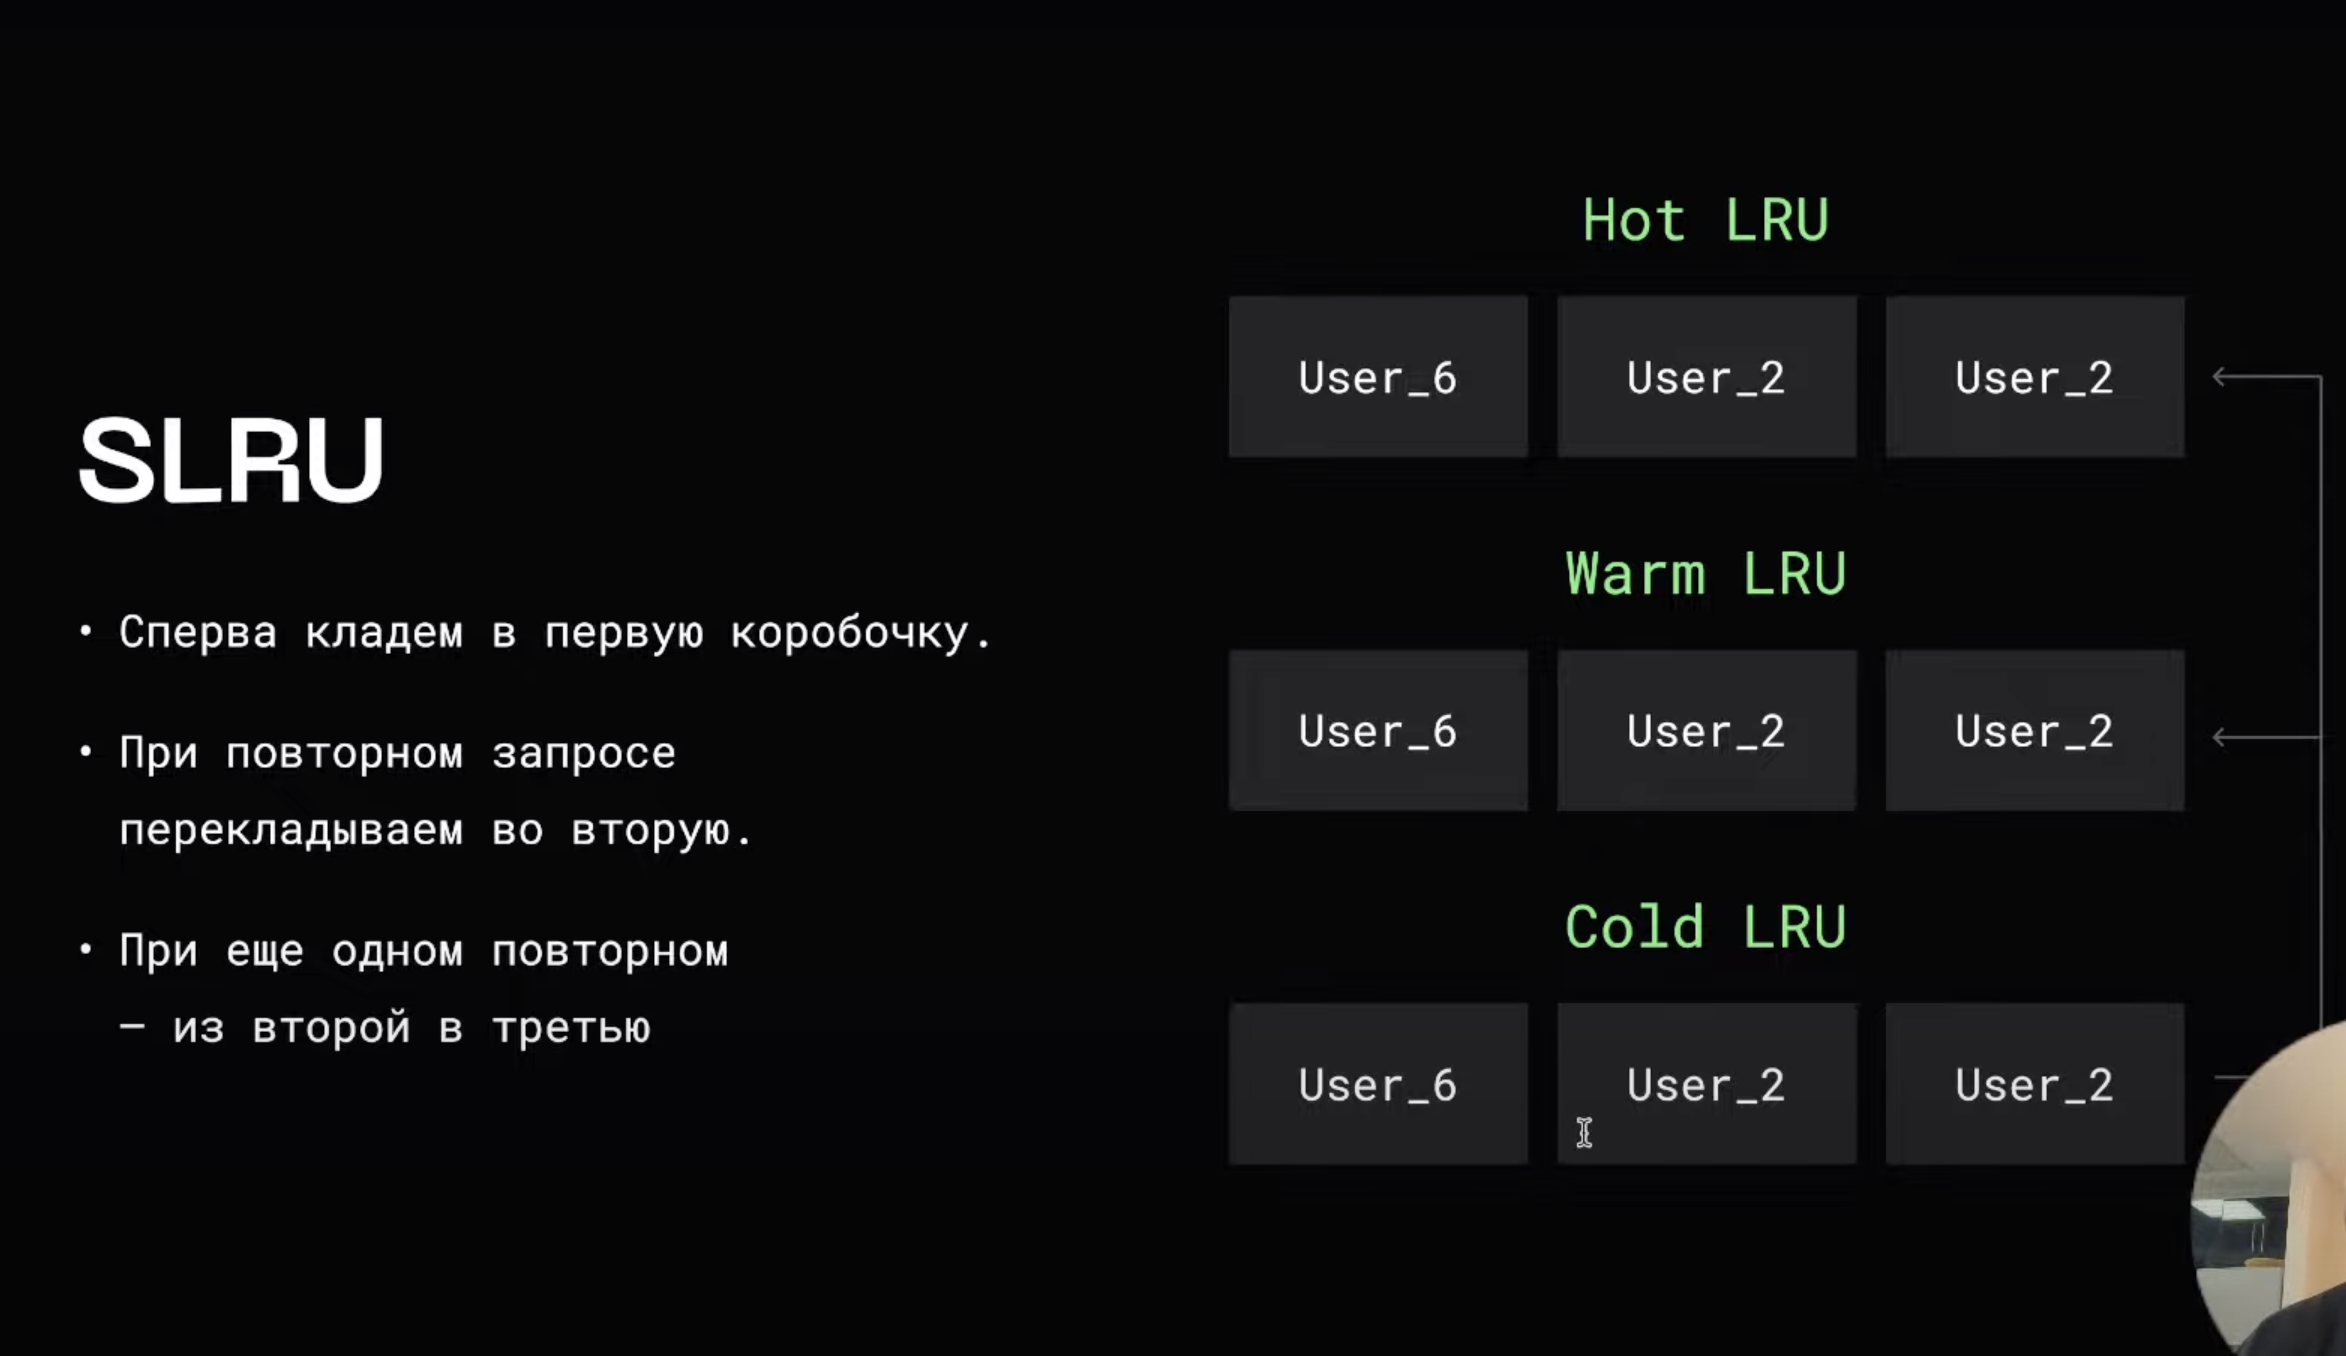 SLRU
• Сперва кладем в первую коробочку.
• При повторном запросе
перекладываем во вторую.
• При еще одном повторном
— из второй в третью
Hot LRU
User_6 User_2 User_2
Warm LRU
User_6 User_2 User_2
Cold LRU
User_6 User_2 User_2